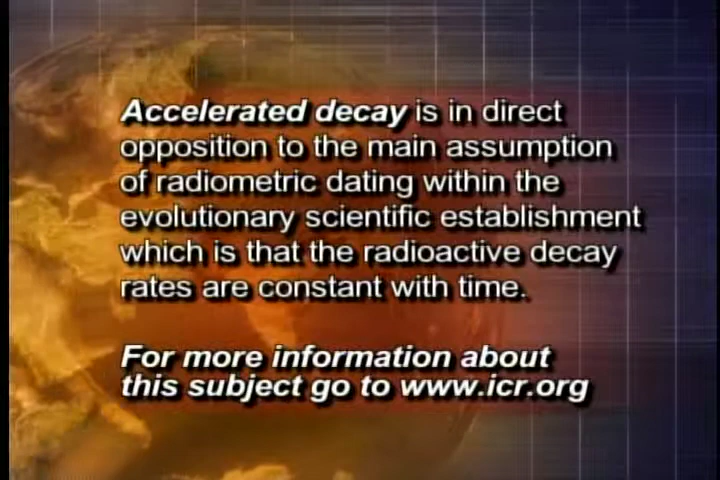 Accelerated decay is in direct
opposition to the main assumption
of radiometric dating within the
evolutionary scientific establishment
which is that the radioactive decay
rates are constant with time.
For more information about
this subject go to www.icr.org